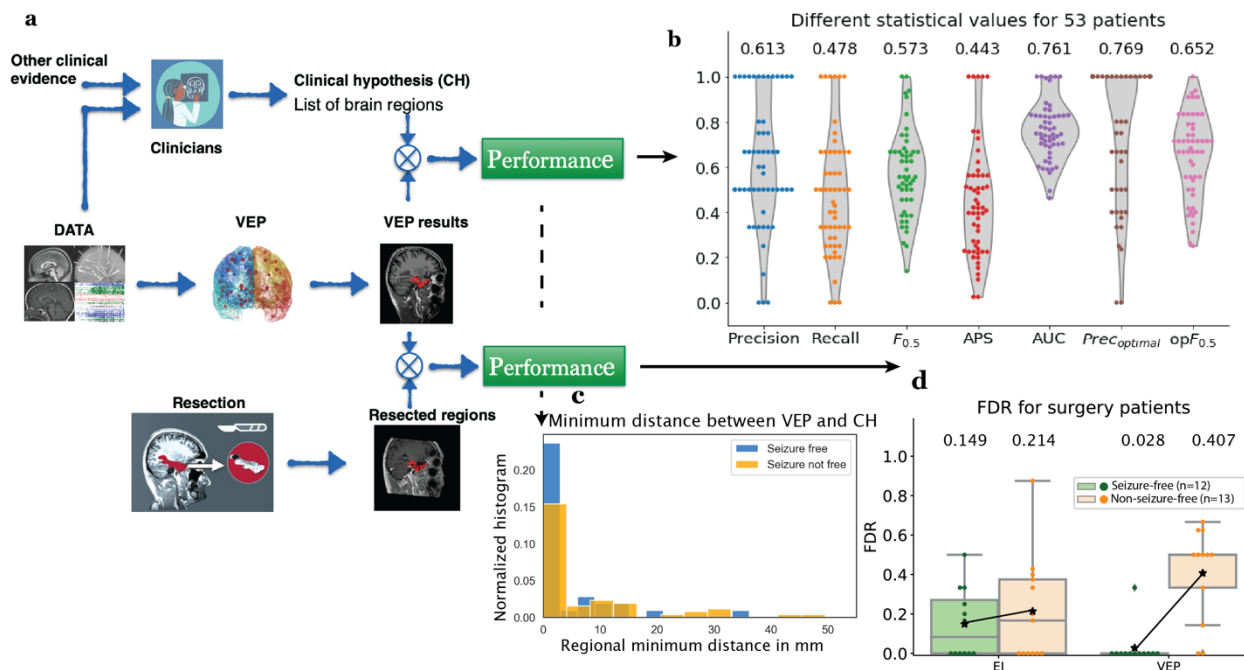 a
Other clinical
evidence
Clinicians
Clinical hypothesis (CH)
List of brain regions
Performance
DATA
VEP
VEP results
Performance
Resection
Resected regions
b
Different statistical values for 53 patients
0.613 0.478 0.573 0.443 0.761 0.769 0.652
1.0
0.8
0.6
0.4
0.2
0.0
Precision Recall F0.5 APS AUC Precoptimal opF0.5
c
Minimum distance between VEP and CH
Seizure free
Seizure not free
Normalized histogram
0.20
0.15
0.10
0.05
0.00
0 10 20 30 40 50
Regional minimum distance in mm
d
FDR for surgery patients
0.149 0.214 0.028 0.407
Seizure-free (n=12)
Non-seizure-free (n=13)
FDR
1.0
0.8
0.6
0.4
0.2
0.0
EI VEP